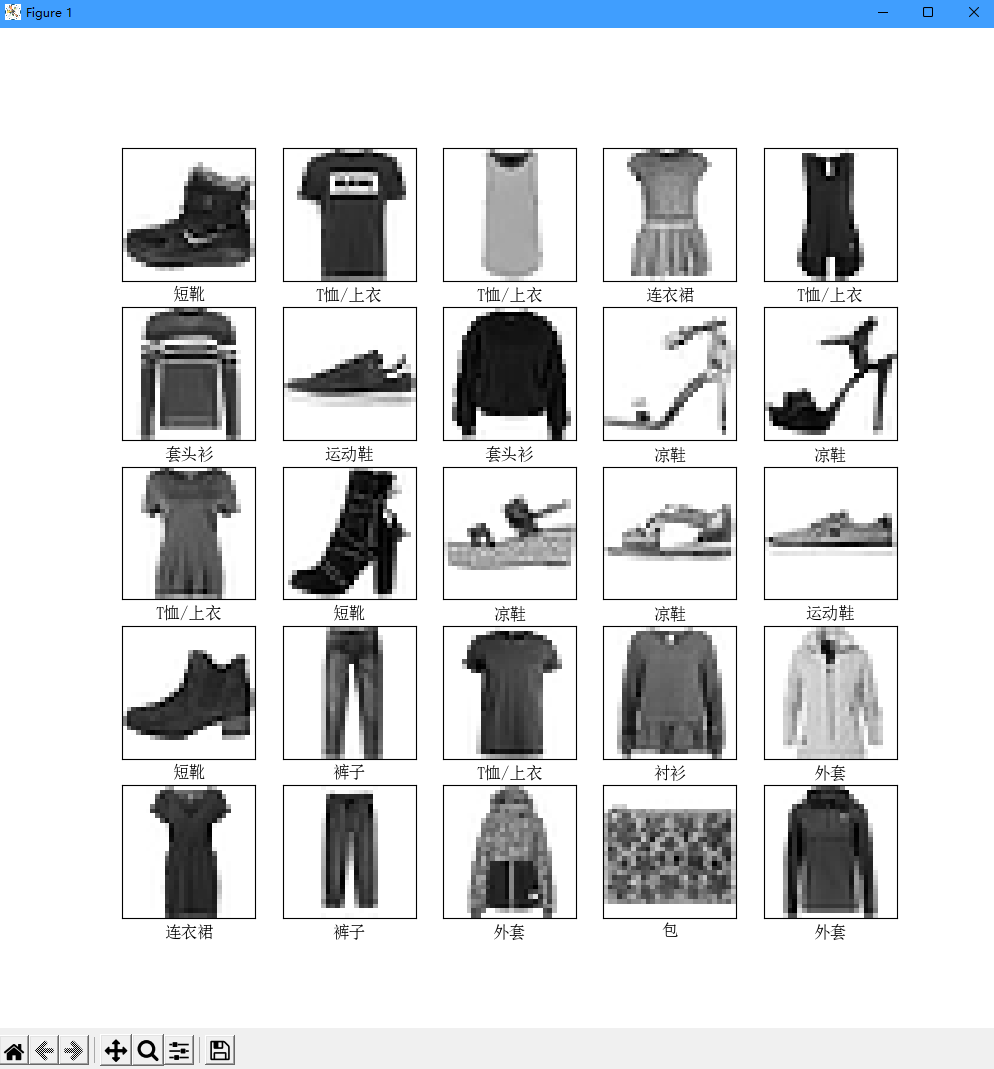 Figure 1
短靴 T恤/上衣 T恤/上衣 连衣裙 T恤/上衣
套头衫 运动鞋 套头衫 凉鞋 凉鞋
T恤/上衣 短靴 凉鞋 凉鞋 运动鞋
短靴 裤子 T恤/上衣 衬衫 外套
连衣裙 裤子 外套 包 外套